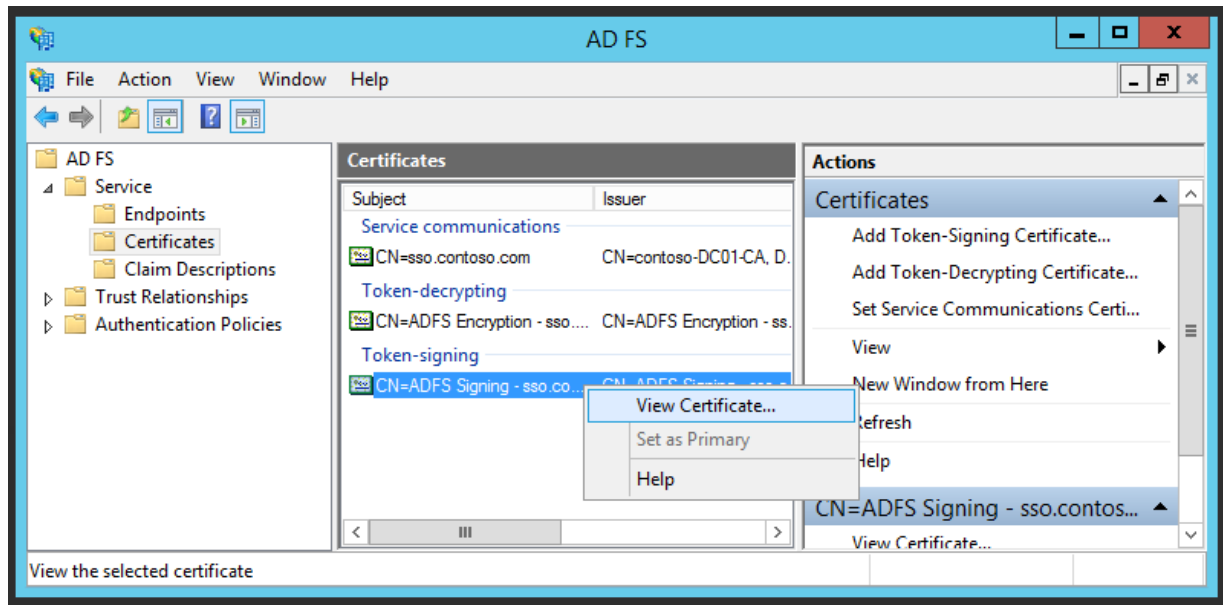 AD FS
File Action View Window Help
AD FS
Service
Endpoints
Certificates
Claim Descriptions
Trust Relationships
Authentication Policies
Certificates
Subject Issuer
Service communications
CN=sso.contoso.com CN=contoso-DC01-CA, D.
Token-decrypting
CN=ADFS Encryption - sso.... CN=ADFS Encryption - ss.
Token-signing
CN=ADFS Signing - sso.co... CN=ADFS Signing - sso.c
View Certificate...
Set as Primary
Help
Actions
Certificates
Add Token-Signing Certificate...
Add Token-Decrypting Certificate...
Set Service Communications Certi...
View
New Window from Here
Refresh
Help
CN=ADFS Signing - sso.contos...
View Certificate...
View the selected certificate